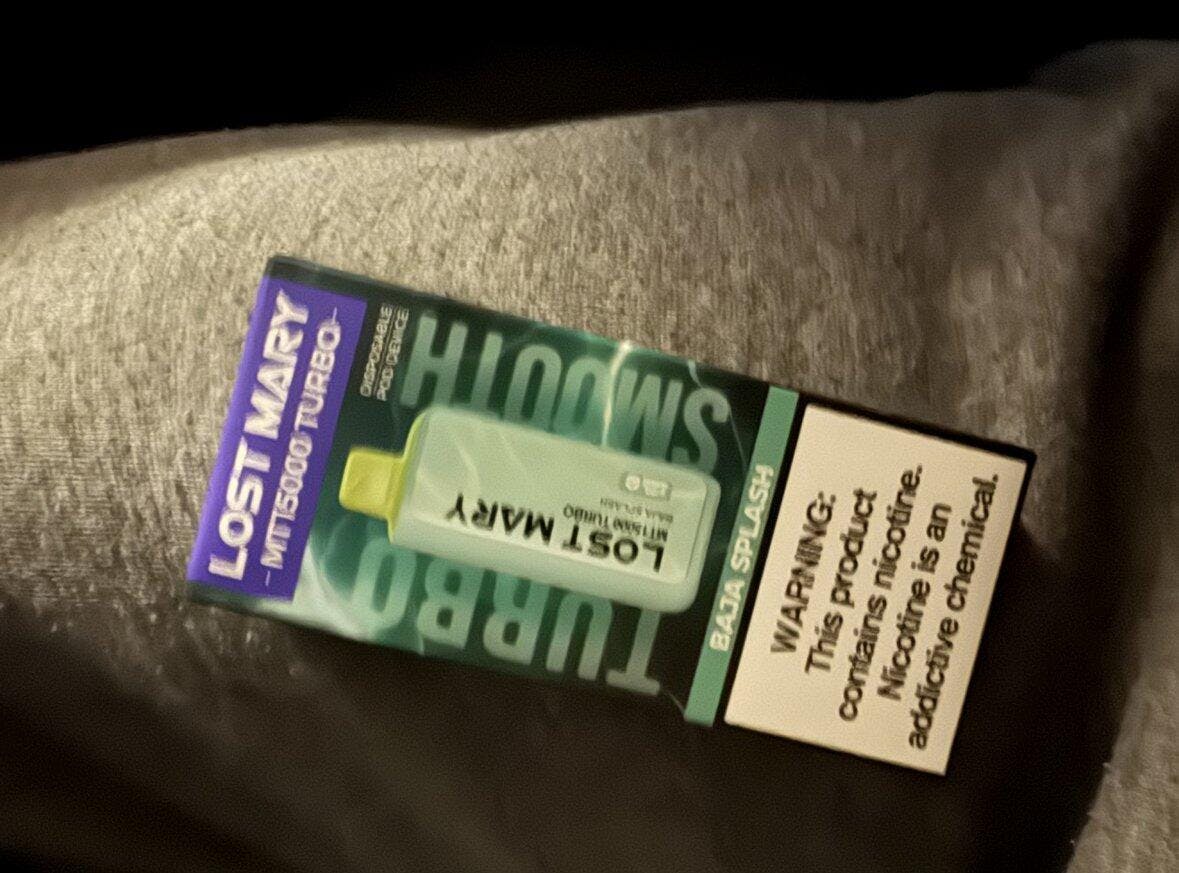 LOST MARY
-MT15000 TURBO-
DISPOSABLE
POD DEVICE
SMOOTH
LOST MARY
MT15000 TURBO
BAJA SPLASH
TURBO
BAJA SPLASH
WARNING:
This product
contains nicotine.
Nicotine is an
addictive chemical.